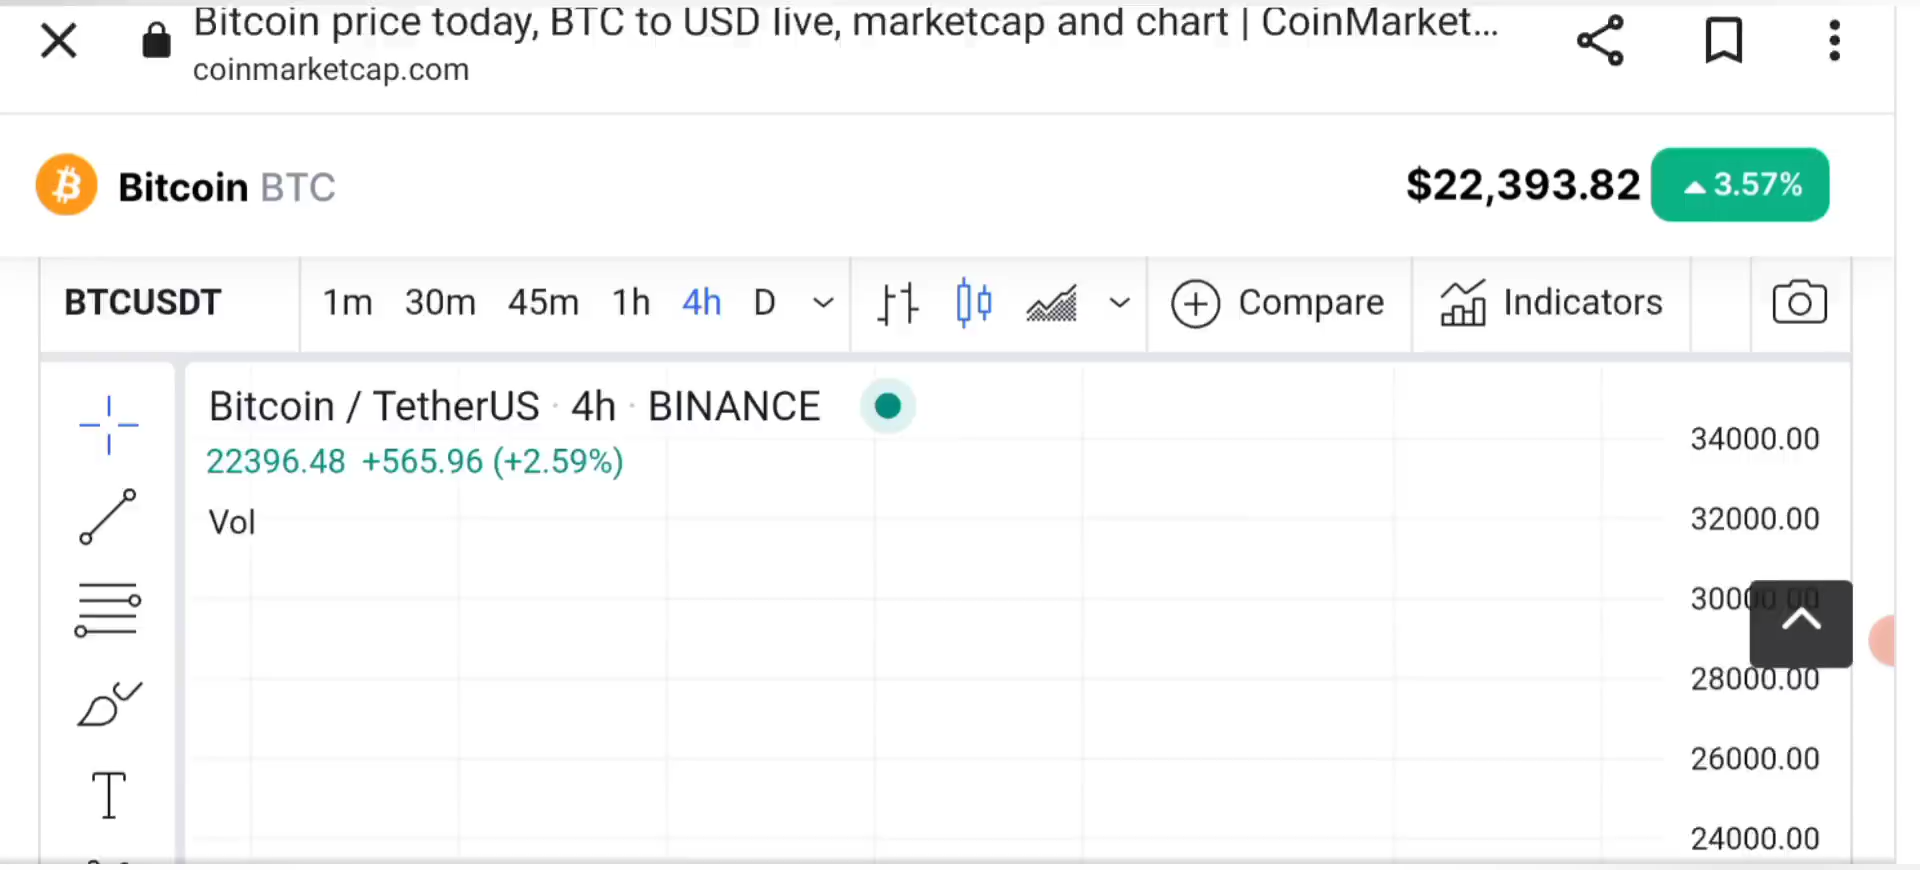 Bitcoin price today, BTC to USD live, marketcap and chart | CoinMarket...
coinmarketcap.com
Bitcoin BTC
$22,393.82 ▲ 3.57%
BTCUSDT 1m 30m 45m 1h 4h D Compare Indicators
Bitcoin / TetherUS · 4h · BINANCE
22396.48 +565.96 (+2.59%)
Vol
34000.00
32000.00
30000.00
28000.00
26000.00
24000.00